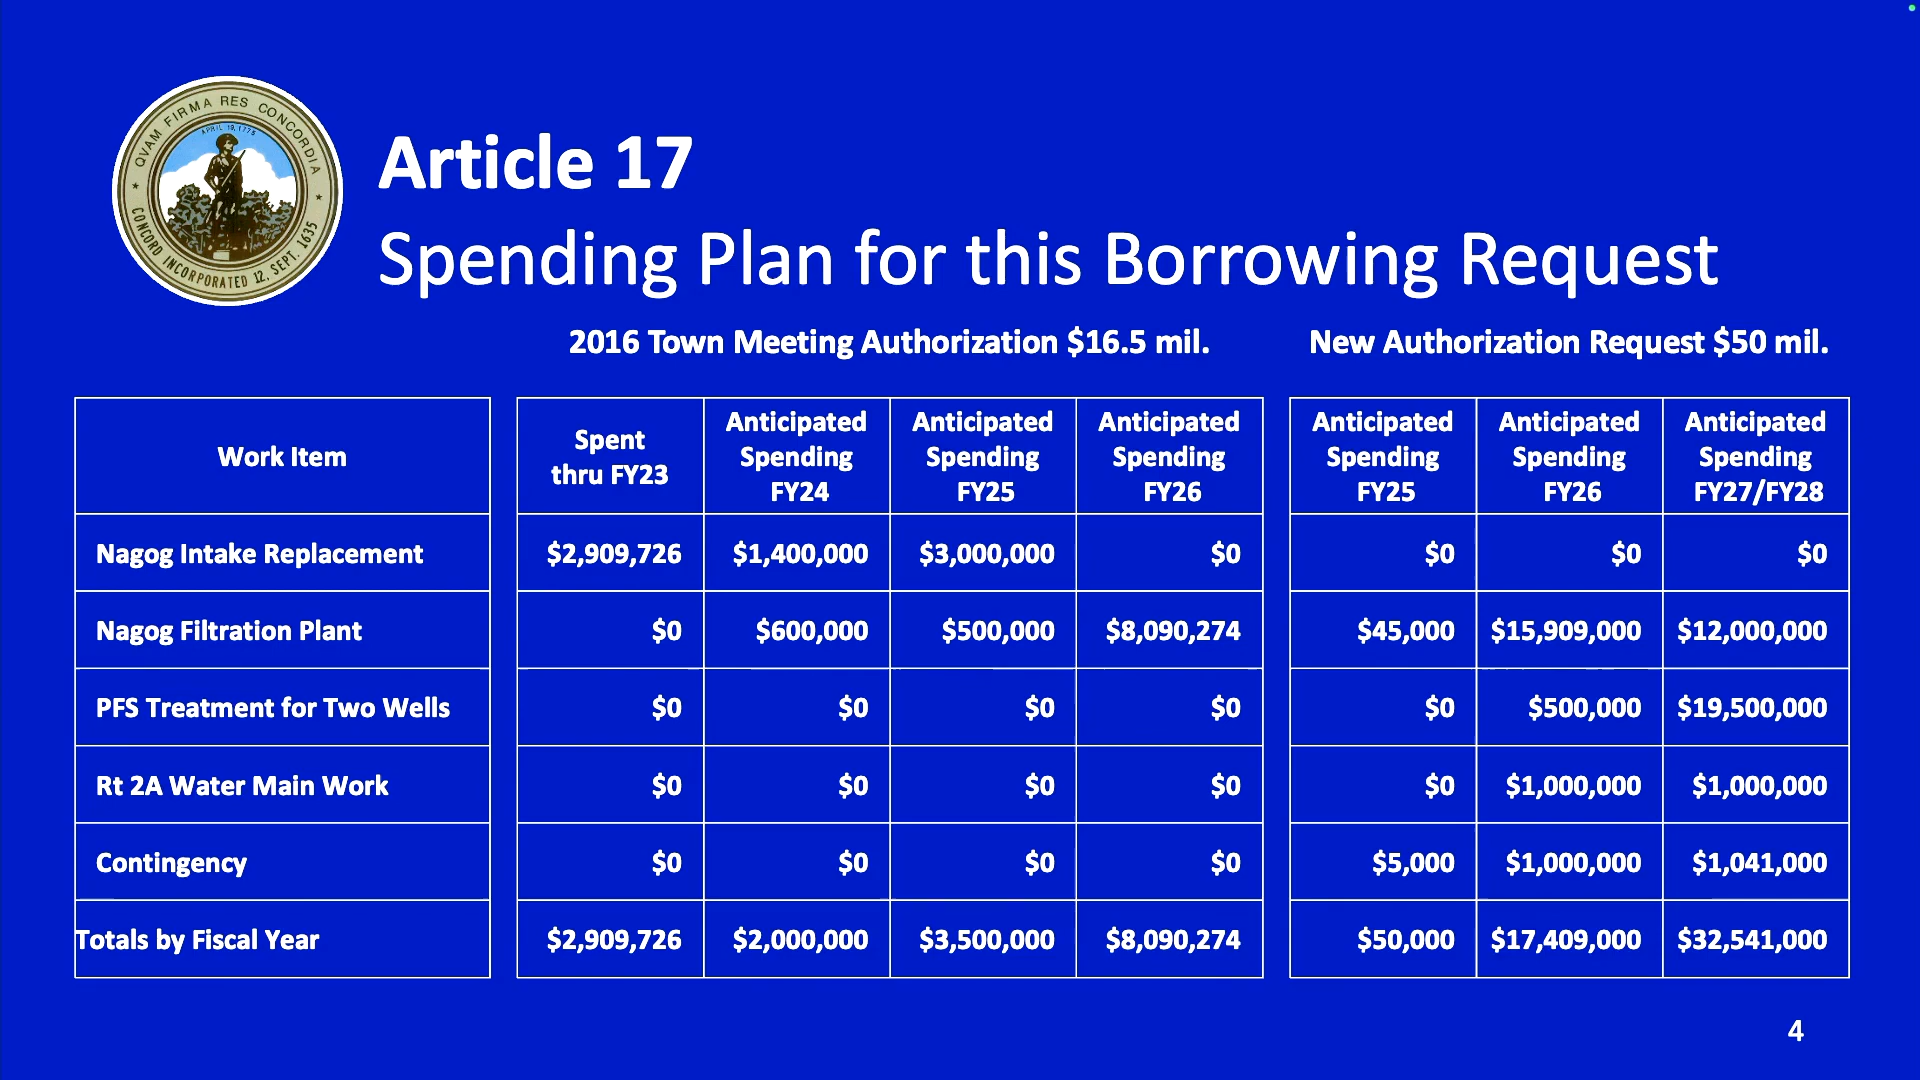 QVAM FIRMA RES CONCORDIA
APRIL 19, 1775
CONCORD INCORPORATED 12, SEPT. 1635
Article 17
Spending Plan for this Borrowing Request
2016 Town Meeting Authorization $16.5 mil. New Authorization Request $50 mil.
Work Item Spent thru FY23 Anticipated Spending FY24 Anticipated Spending FY25 Anticipated Spending FY26 Anticipated Spending FY25 Anticipated Spending FY26 Anticipated Spending FY27/FY28
Nagog Intake Replacement $2,909,726 $1,400,000 $3,000,000 $0 $0 $0 $0
Nagog Filtration Plant $0 $600,000 $500,000 $8,090,274 $45,000 $15,909,000 $12,000,000
PFS Treatment for Two Wells $0 $0 $0 $0 $0 $500,000 $19,500,000
Rt 2A Water Main Work $0 $0 $0 $0 $0 $1,000,000 $1,000,000
Contingency $0 $0 $0 $0 $5,000 $1,000,000 $1,041,000
Totals by Fiscal Year $2,909,726 $2,000,000 $3,500,000 $8,090,274 $50,000 $17,409,000 $32,541,000
4